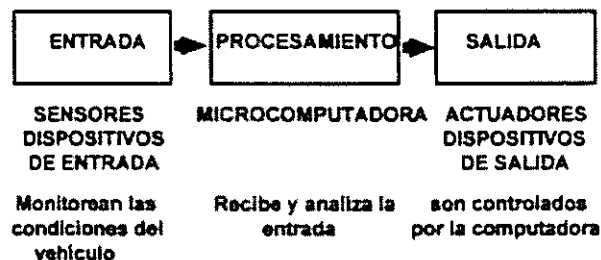 ENTRADA
PROCESAMIENTO
SALIDA
SENSORES
DISPOSITIVOS
DE ENTRADA
MICROCOMPUTADORA
ACTUADORES
DISPOSITIVOS
DE SALIDA
Monitorean las
condiciones del
vehículo
Recibe y analiza la
entrada
son controlados
por la computadora